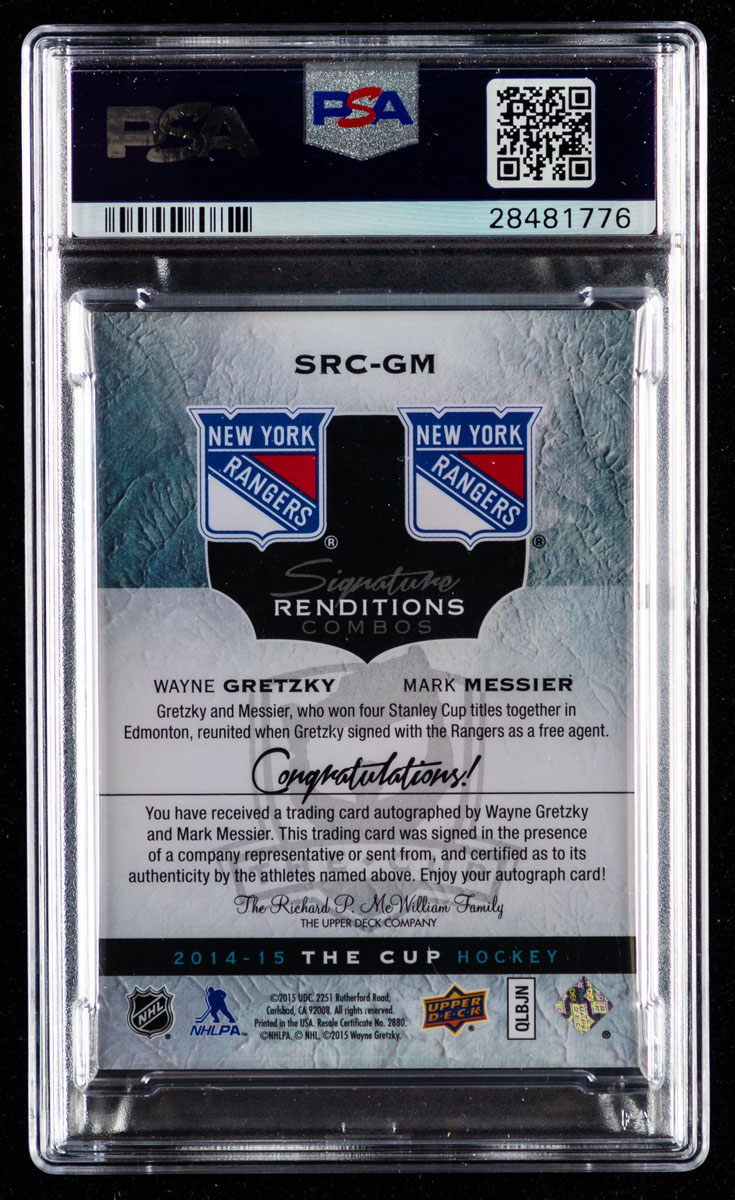 PSA
PSA
28481776
SRC-GM
NEW YORK
RANGERS
®
NEW YORK
RANGERS
®
Signature
RENDITIONS
COMBOS
WAYNE GRETZKY
MARK MESSIER
Gretzky and Messier, who won four Stanley Cup titles together in
Edmonton, reunited when Gretzky signed with the Rangers as a free agent.
Congratulations!
You have received a trading card autographed by Wayne Gretzky
and Mark Messier. This trading card was signed in the presence
of a company representative or sent from, and certified as to its
authenticity by the athletes named above. Enjoy your autograph card!
The Richard P. McWilliam Family
THE UPPER DECK COMPANY
2014-15 THE CUP HOCKEY
NHL
®
NHLPA
©2015 UDC. 2251 Rutherford Road,
Carlsbad, CA 92008. All rights reserved.
Printed in the USA. Resale Certificate No. 2880.
©NHLPA, © NHL. ©2015 Wayne Gretzky.
UPPER
DECK
®
QLBJN
®